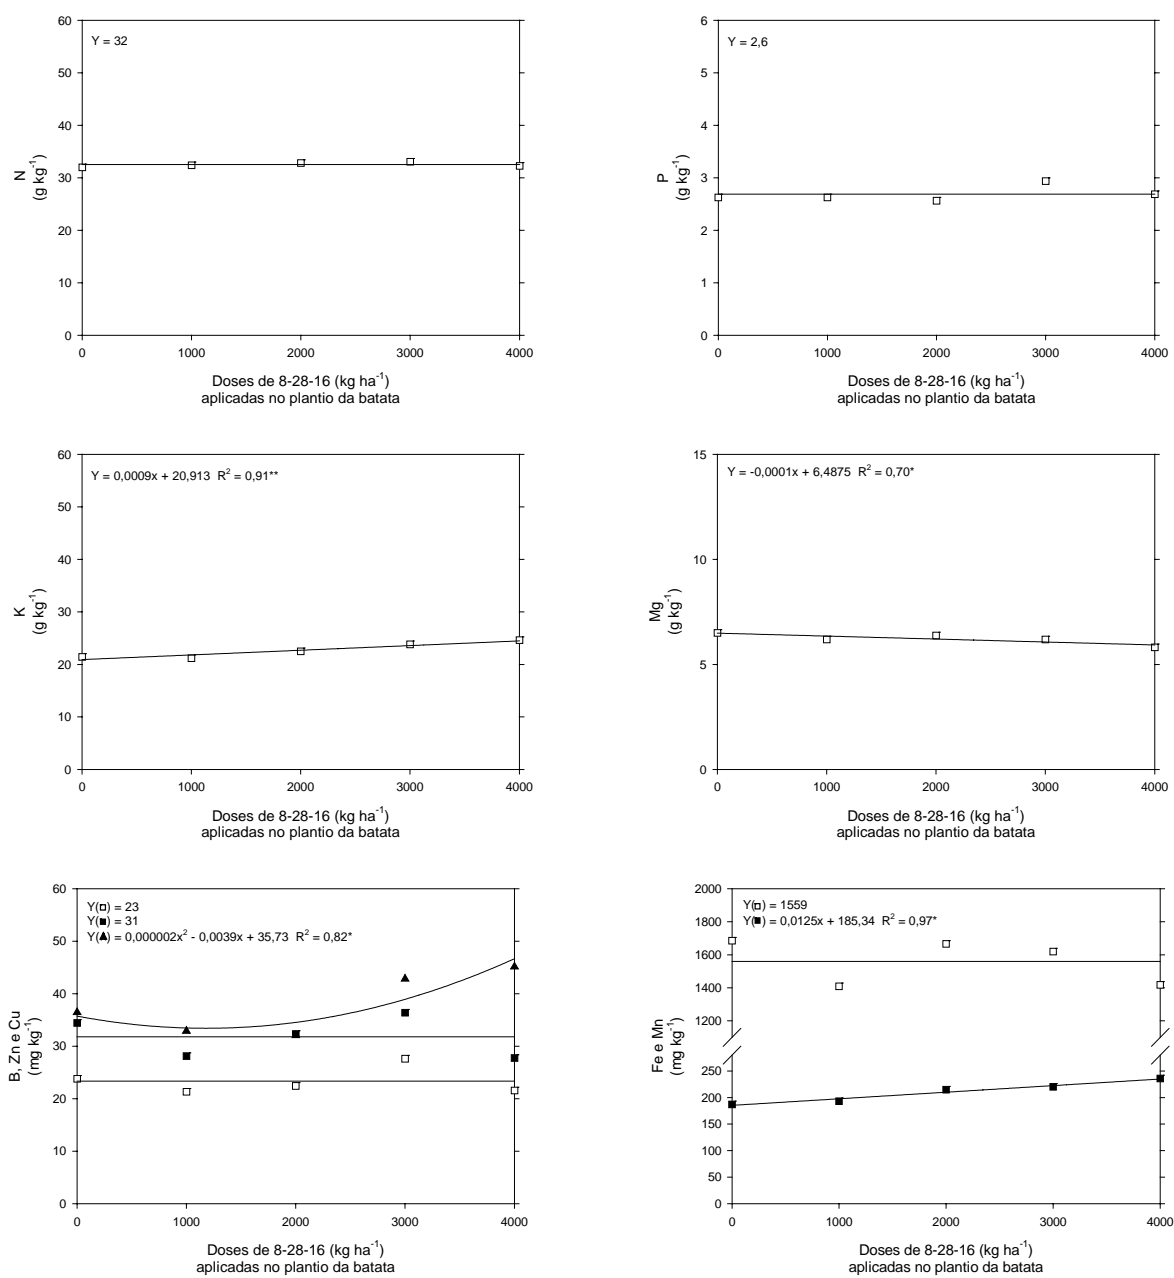 Y = 32
60
50
40
30
20
10
0
N
(g kg⁻¹)
0 1000 2000 3000 4000
Doses de 8-28-16 (kg ha⁻¹)
aplicadas no plantio da batata
Y = 2,6
6
5
4
3
2
1
0
P
(g kg⁻¹)
0 1000 2000 3000 4000
Doses de 8-28-16 (kg ha⁻¹)
aplicadas no plantio da batata
Y = 0,0009x + 20,913 R² = 0,91**
60
50
40
30
20
10
0
K
(g kg⁻¹)
0 1000 2000 3000 4000
Doses de 8-28-16 (kg ha⁻¹)
aplicadas no plantio da batata
Y = -0,0001x + 6,4875 R² = 0,70*
15
10
5
0
Mg
(g kg⁻¹)
0 1000 2000 3000 4000
Doses de 8-28-16 (kg ha⁻¹)
aplicadas no plantio da batata
Y(□) = 23
Y(■) = 31
Y(▲) = 0,000002x² - 0,0039x + 35,73 R² = 0,82*
60
50
40
30
20
10
0
B, Zn e Cu
(mg kg⁻¹)
0 1000 2000 3000 4000
Doses de 8-28-16 (kg ha⁻¹)
aplicadas no plantio da batata
Y(□) = 1559
Y(■) = 0,0125x + 185,34 R² = 0,97*
2000
1800
1600
1400
1200
250
200
150
100
50
0
Fe e Mn
(mg kg⁻¹)
0 1000 2000 3000 4000
Doses de 8-28-16 (kg ha⁻¹)
aplicadas no plantio da batata